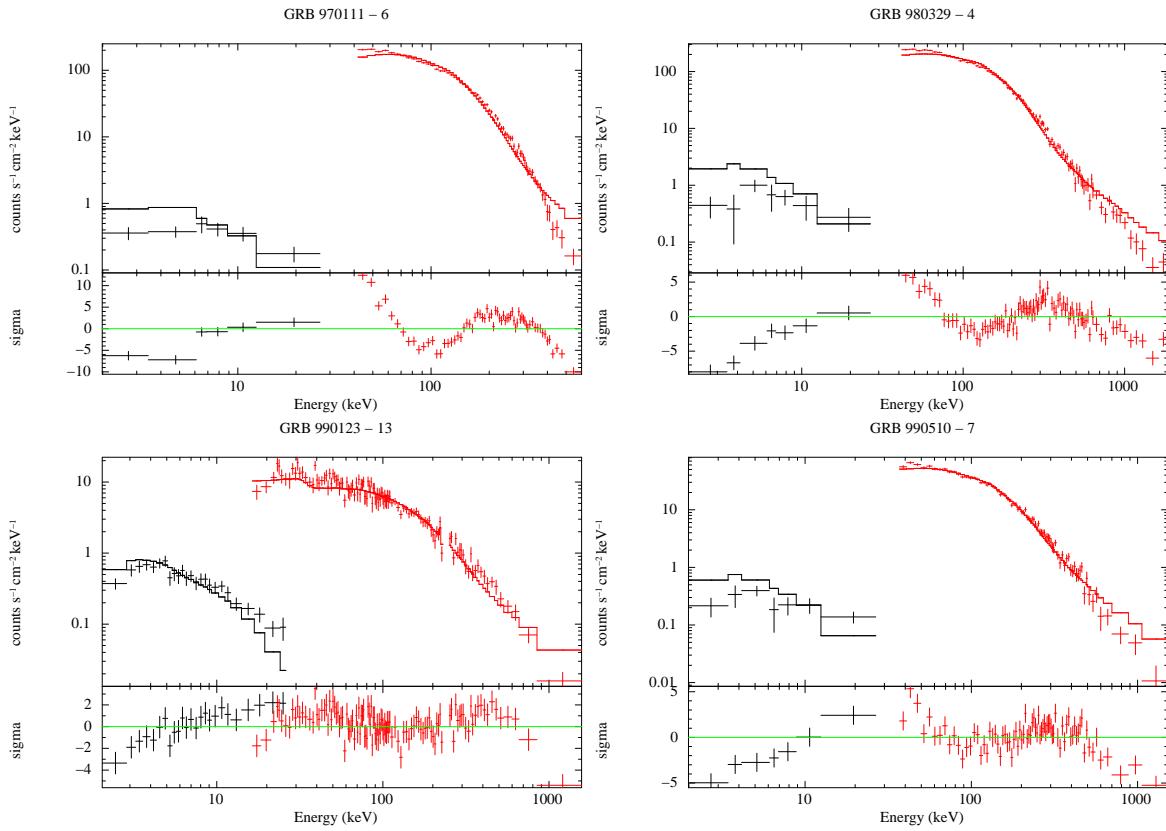 GRB 970111 – 6
counts s⁻¹ cm⁻² keV⁻¹
100
10
1
0.1
sigma
10
5
0
−5
−10
10
100
Energy (keV)
GRB 980329 – 4
counts s⁻¹ cm⁻² keV⁻¹
100
10
1
0.1
sigma
5
0
−5
10
100
1000
Energy (keV)
GRB 990123 – 13
counts s⁻¹ cm⁻² keV⁻¹
10
1
0.1
sigma
2
0
−2
−4
10
100
1000
Energy (keV)
GRB 990510 – 7
counts s⁻¹ cm⁻² keV⁻¹
10
1
0.1
0.01
sigma
5
0
−5
10
100
1000
Energy (keV)